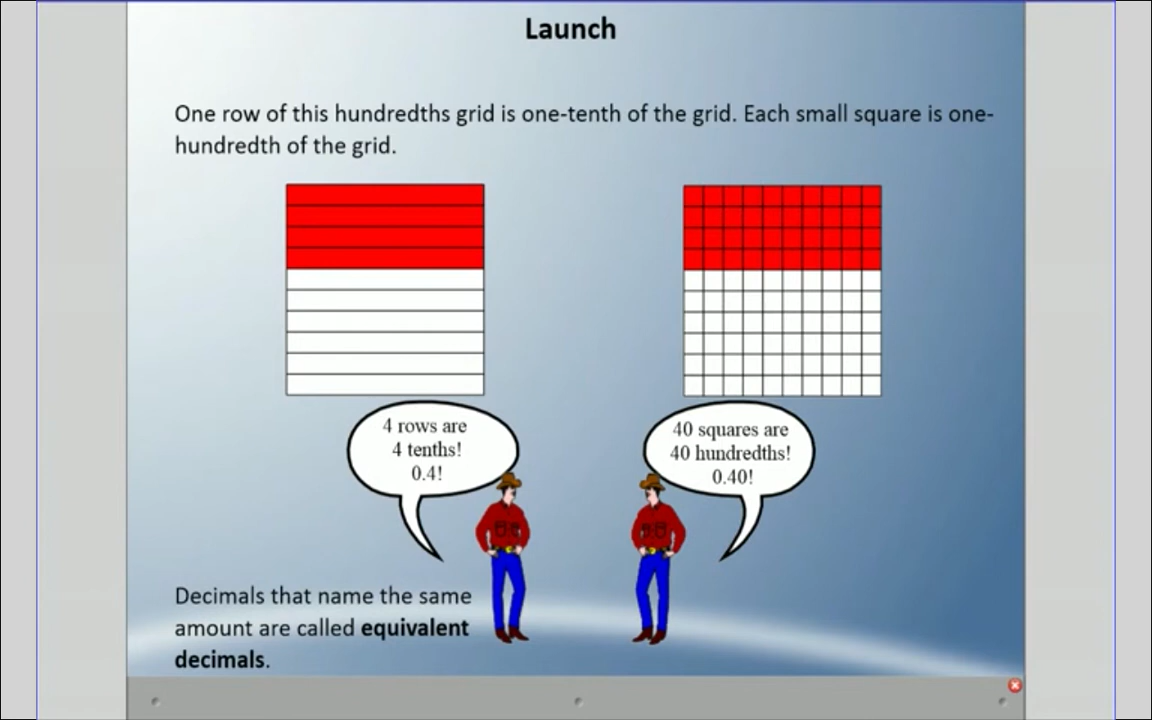 Launch
One row of this hundredths grid is one-tenth of the grid. Each small square is one-
hundredth of the grid.
4 rows are
4 tenths!
0.4!
40 squares are
40 hundredths!
0.40!
Decimals that name the same
amount are called equivalent
decimals.